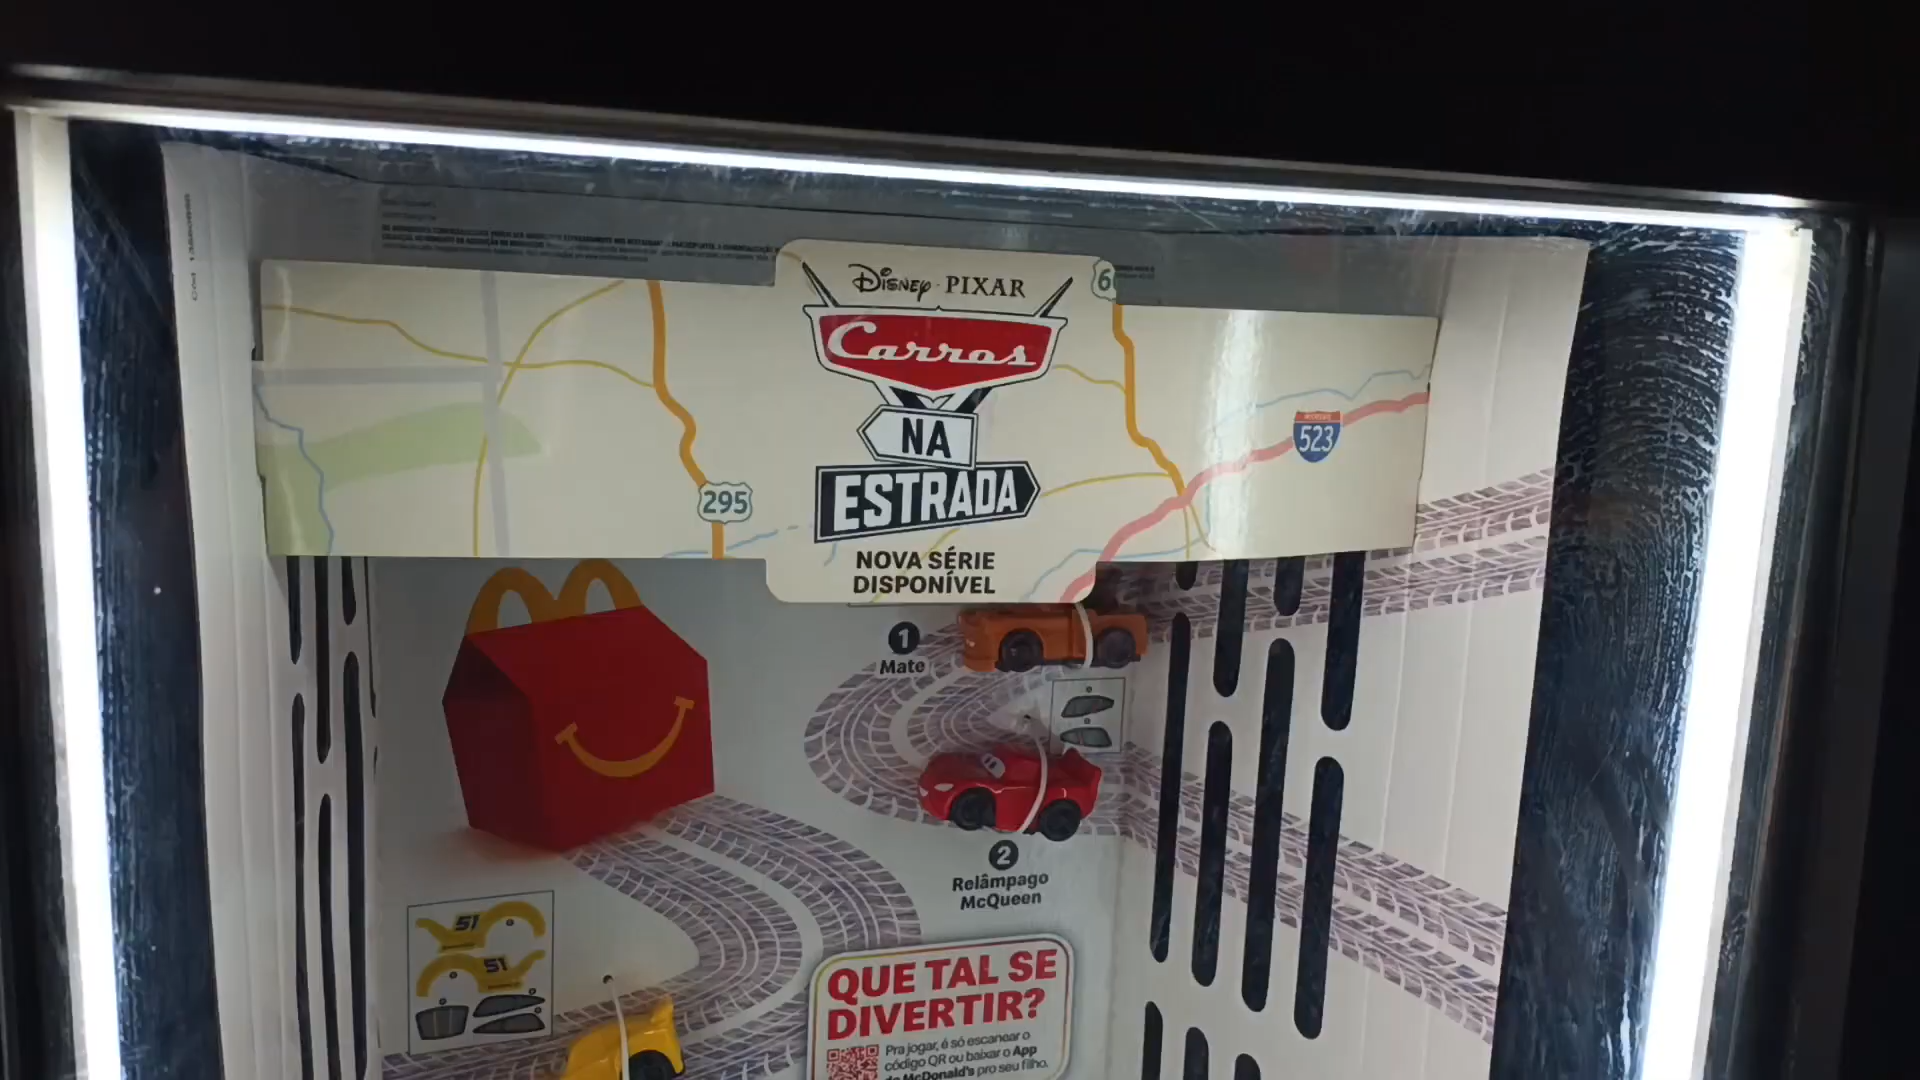 Disney · PIXAR
Carros
NA
ESTRADA
NOVA SÉRIE
DISPONÍVEL
295
523
1
Mate
2
Relâmpago
McQueen
51
51
QUE TAL SE
DIVERTIR?
Pra jogar, é só escanear o
código QR ou baixar o App
do McDonald's pro seu filho.